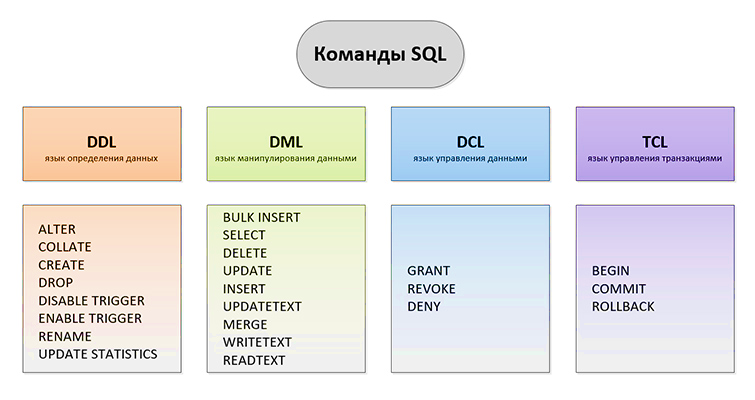 Команды SQL
DDL
язык определения данных
DML
язык манипулирования данными
DCL
язык управления данными
TCL
язык управления транзакциями
ALTER
COLLATE
CREATE
DROP
DISABLE TRIGGER
ENABLE TRIGGER
RENAME
UPDATE STATISTICS
BULK INSERT
SELECT
DELETE
UPDATE
INSERT
UPDATETEXT
MERGE
WRITETEXT
READTEXT
GRANT
REVOKE
DENY
BEGIN
COMMIT
ROLLBACK